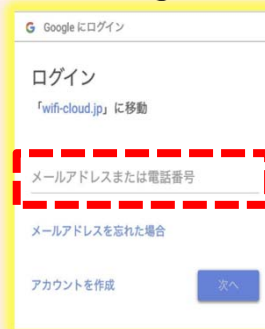 G Google にログイン
ログイン
「wifi-cloud.jp」に移動
メールアドレスまたは電話番号
メールアドレスを忘れた場合
アカウントを作成
次へ